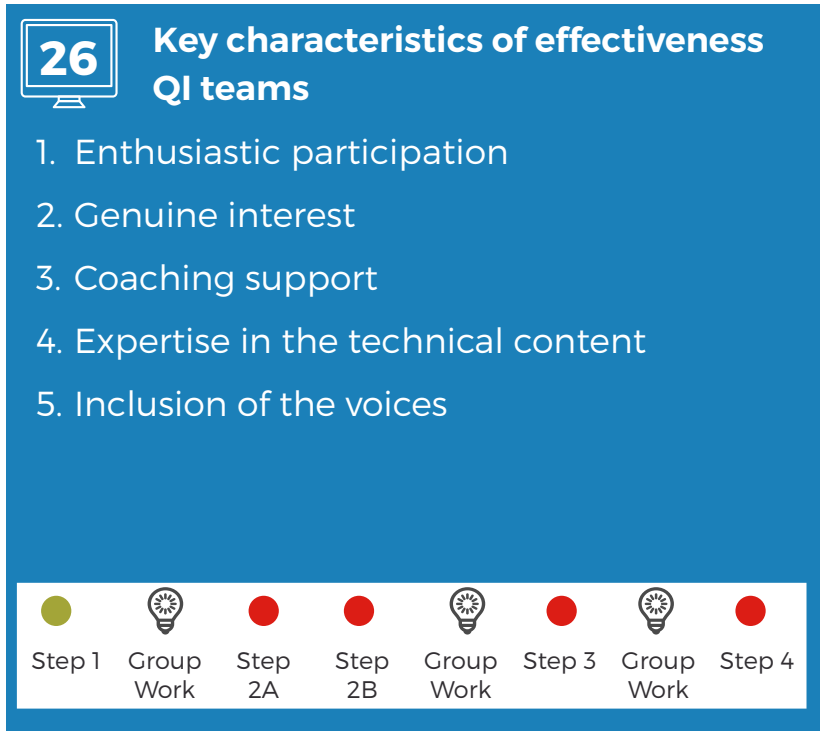 26
Key characteristics of effectiveness
QI teams
1. Enthusiastic participation
2. Genuine interest
3. Coaching support
4. Expertise in the technical content
5. Inclusion of the voices
Step 1
Group
Work
Step
2A
Step
2B
Group
Work
Step 3
Group
Work
Step 4